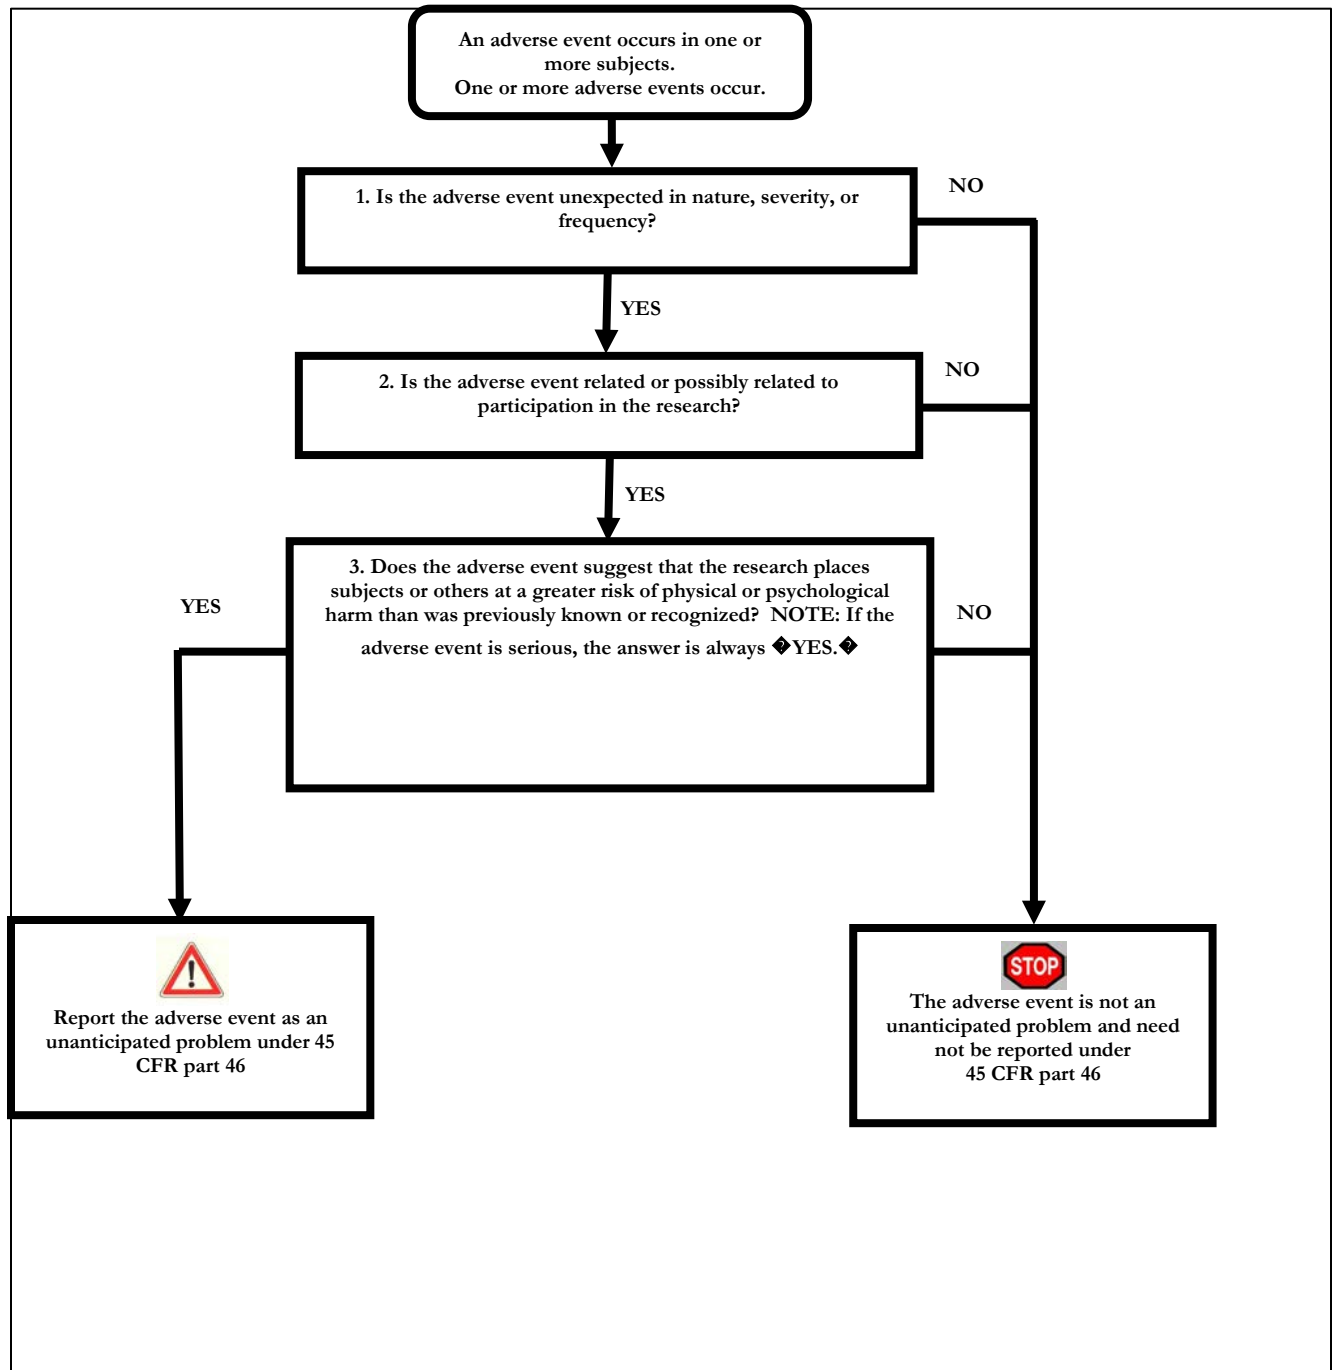 An adverse event occurs in one or
more subjects.
One or more adverse events occur.
1. Is the adverse event unexpected in nature, severity, or
frequency?
NO
YES
2. Is the adverse event related or possibly related to
participation in the research?
NO
YES
3. Does the adverse event suggest that the research places
subjects or others at a greater risk of physical or psychological
harm than was previously known or recognized?  NOTE: If the
adverse event is serious, the answer is always �YES.�
YES
NO
Report the adverse event as an
unanticipated problem under 45
CFR part 46
STOP
The adverse event is not an
unanticipated problem and need
not be reported under
45 CFR part 46